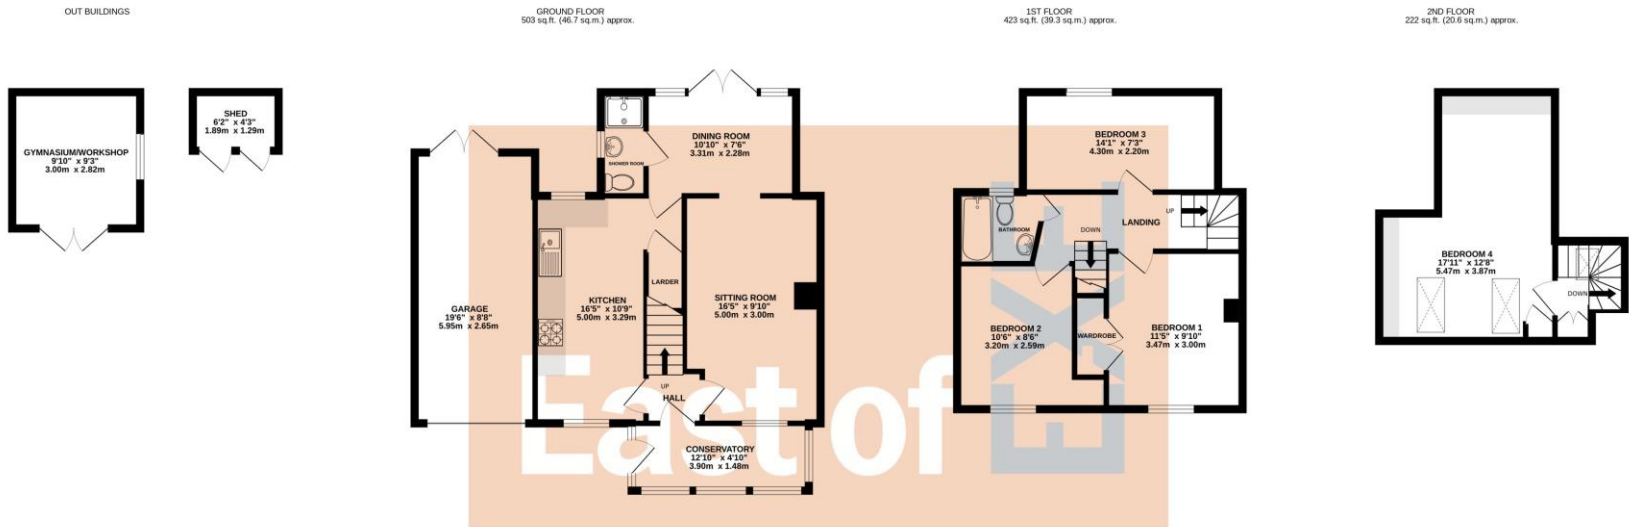 OUT BUILDINGS
GYMNASIUM/WORKSHOP
9'10" x 9'3"
3.00m x 2.82m
SHED
6'2" x 4'3"
1.89m x 1.29m
GROUND FLOOR
503 sq.ft. (46.7 sq.m.) approx.
GARAGE
19'6" x 8'8"
5.95m x 2.65m
SHOWER ROOM
DINING ROOM
10'10" x 7'6"
3.31m x 2.28m
KITCHEN
16'5" x 10'9"
5.00m x 3.29m
LARDER
SITTING ROOM
16'5" x 9'10"
5.00m x 3.00m
UP
HALL
CONSERVATORY
12'10" x 4'10"
3.90m x 1.48m
East of
EXE
1ST FLOOR
423 sq.ft. (39.3 sq.m.) approx.
BEDROOM 3
14'1" x 7'3"
4.30m x 2.20m
BATHROOM
DOWN
LANDING
UP
BEDROOM 2
10'6" x 8'6"
3.20m x 2.59m
WARDROBE
BEDROOM 1
11'5" x 9'10"
3.47m x 3.00m
2ND FLOOR
222 sq.ft. (20.6 sq.m.) approx.
BEDROOM 4
17'11" x 12'8"
5.47m x 3.87m
DOWN